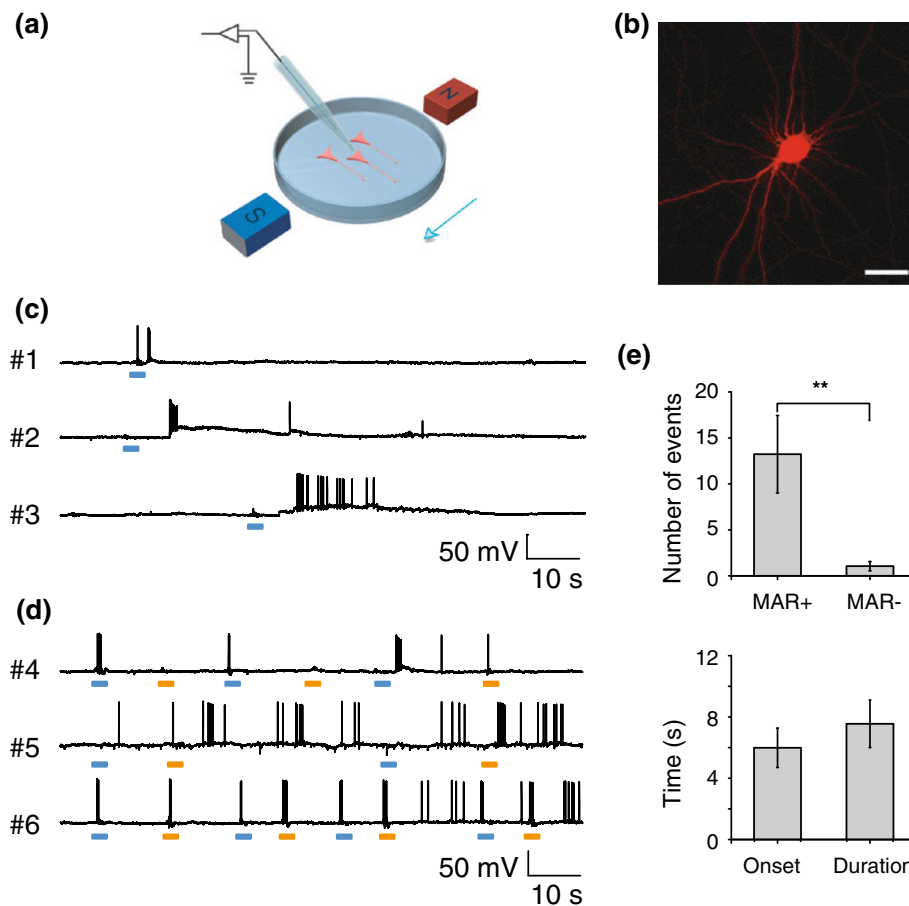 (a)
N
S
(b)
(c)
#1
#2
#3
50 mV
10 s
(d)
#4
#5
#6
50 mV
10 s
(e)
Number of events
20
15
10
5
0
**
MAR+ MAR-
Time (s)
12
8
4
0
Onset Duration